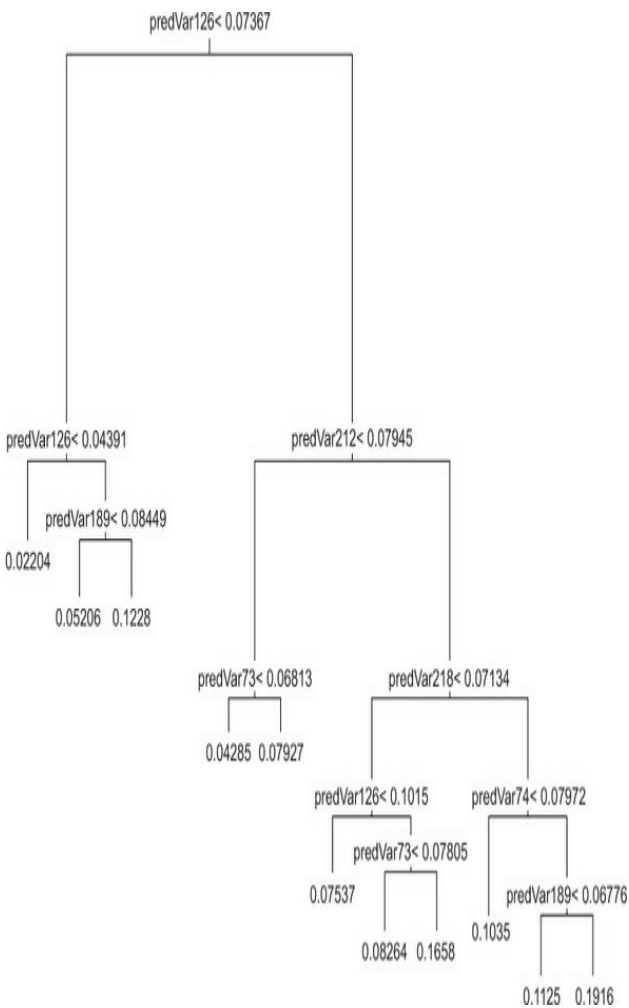 predVar126< 0.07367
predVar126< 0.04391
predVar212< 0.07945
predVar189< 0.08449
0.02204
0.05206
0.1228
predVar73< 0.06813
predVar218< 0.07134
0.04285
0.07927
predVar126< 0.1015
predVar74< 0.07972
predVar73< 0.07805
0.07537
predVar189< 0.06776
0.1035
0.08264
0.1658
0.1125
0.1916